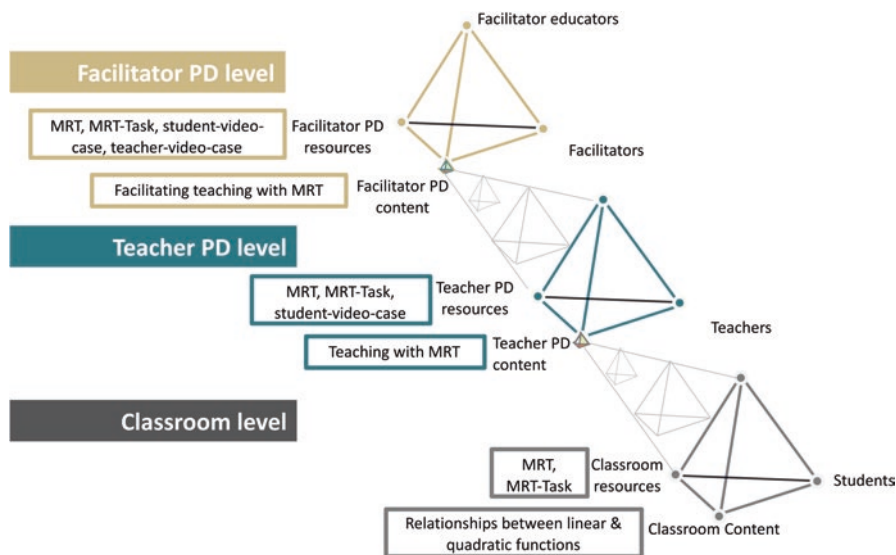 Facilitator educators
Facilitator PD level
MRT, MRT-Task, student-video-
case, teacher-video-case
Facilitator PD
resources
Facilitators
Facilitating teaching with MRT
Facilitator PD
content
Teacher PD level
MRT, MRT-Task,
student-video-case
Teacher PD
resources
Teachers
Teaching with MRT
Teacher PD
content
Classroom level
MRT,
MRT-Task
Classroom
resources
Students
Relationships between linear &
quadratic functions
Classroom Content